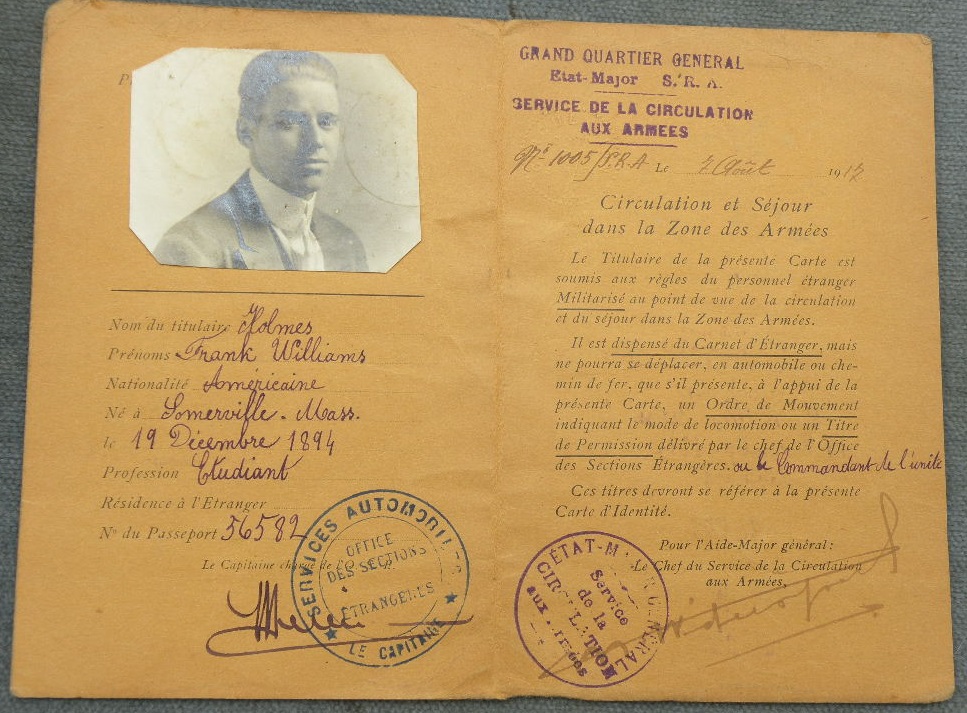 Nom du titulaire Holmes
Prénoms Frank Williams
Nationalité Américaine
Né à Somerville. Mass.
le 19 Décembre 1894
Profession Etudiant
Résidence à l'Etranger
N° du Passeport 56582
Le Capitaine chargé de l'Office
SERVICES AUTOMOBILES
OFFICE
DES SECTIONS
ÉTRANGÈRES
LE CAPITAINE
GRAND QUARTIER GENERAL
Etat-Major S. R. A.
SERVICE DE LA CIRCULATION
AUX ARMEES
N° 1005/S.R.A Le 7 Août 1917
Circulation et Séjour
dans la Zone des Armées
Le Titulaire de la présente Carte est
soumis aux règles du personnel étranger
Militarisé au point de vue de la circulation
et du séjour dans la Zone des Armées.
Il est dispensé du Carnet d'Étranger, mais
ne pourra se déplacer, en automobile ou che-
min de fer, que s'il présente, à l'appui de la
présente Carte, un Ordre de Mouvement
indiquant le mode de locomotion ou un Titre
de Permission délivré par le chef de l'Office
des Sections Étrangères. ou le Commandant de l'unité
Ces titres devront se référer à la présente
Carte d'Identité.
Pour l'Aide-Major général:
Le Chef du Service de la Circulation
aux Armées,
ÉTAT-MAJOR GÉNÉRAL
Service
de la
CIRCULATION
aux Armées